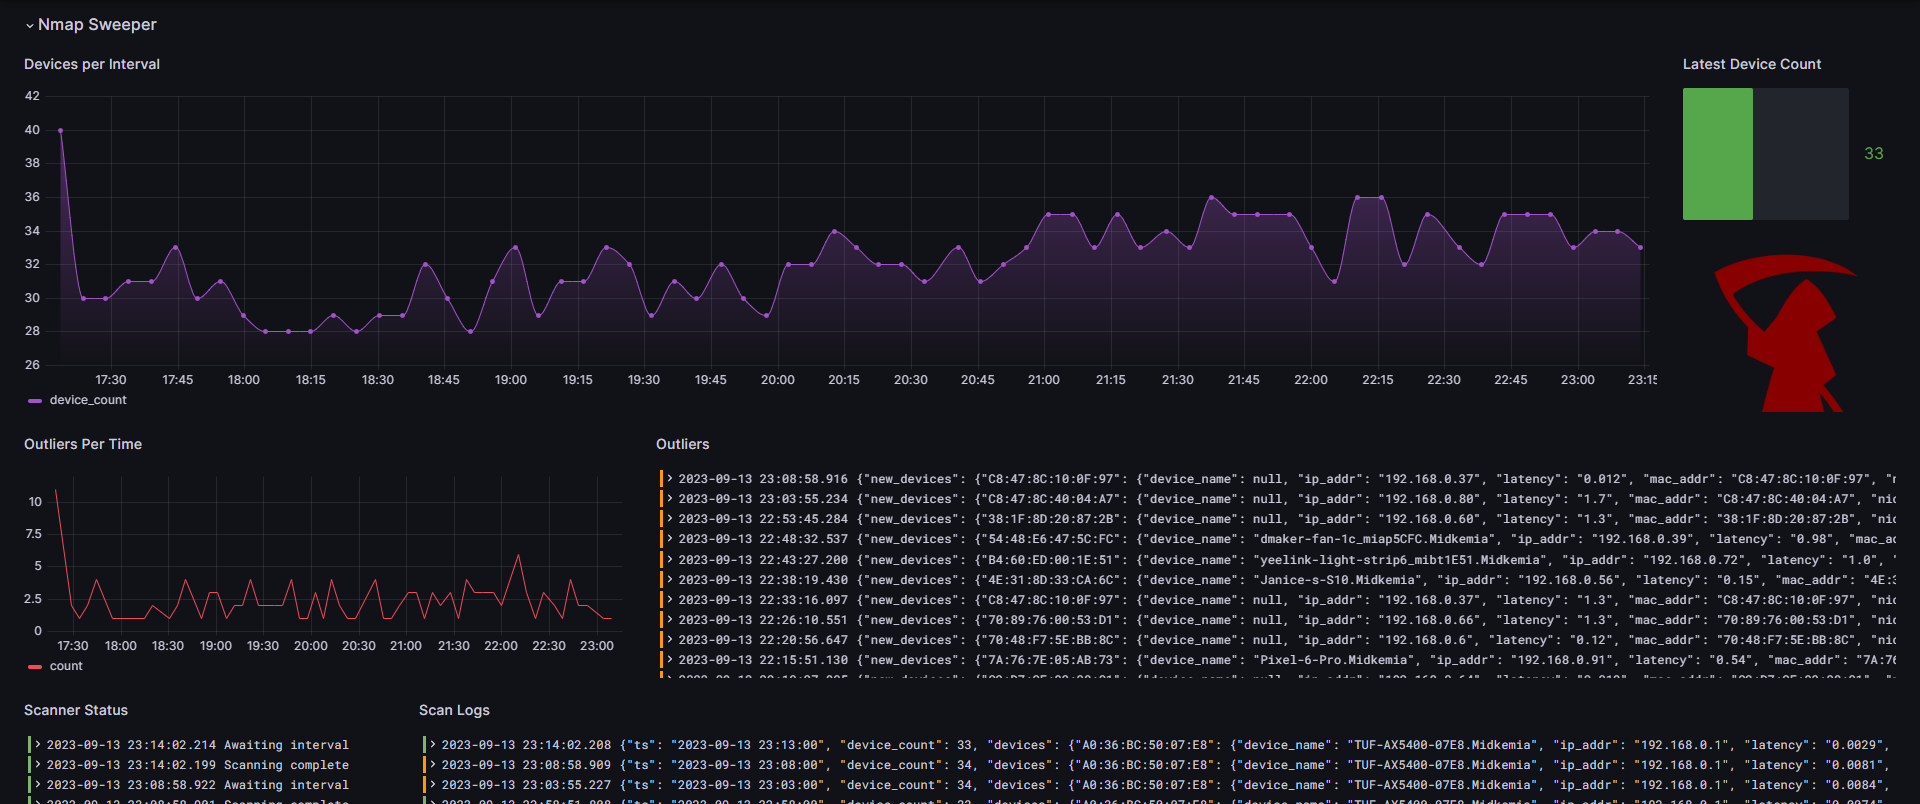 Nmap Sweeper
Devices per Interval
Latest Device Count
42
40
38
36
34
32
30
28
26
17:30 17:45 18:00 18:15 18:30 18:45 19:00 19:15 19:30 19:45 20:00 20:15 20:30 20:45 21:00 21:15 21:30 21:45 22:00 22:15 22:30 22:45 23:00 23:15
device_count
33
Outliers Per Time
10
7.5
5
2.5
0
17:30 18:00 18:30 19:00 19:30 20:00 20:30 21:00 21:30 22:00 22:30 23:00
count
Outliers
2023-09-13 23:08:58.916 {"new_devices": {"C8:47:8C:10:0F:97": {"device_name": null, "ip_addr": "192.168.0.37", "latency": "0.012", "mac_addr": "C8:47:8C:10:0F:97",
2023-09-13 23:03:55.234 {"new_devices": {"C8:47:8C:40:04:A7": {"device_name": null, "ip_addr": "192.168.0.80", "latency": "1.7", "mac_addr": "C8:47:8C:40:04:A7", "nic
2023-09-13 22:53:45.284 {"new_devices": {"38:1F:8D:20:87:2B": {"device_name": null, "ip_addr": "192.168.0.60", "latency": "1.3", "mac_addr": "38:1F:8D:20:87:2B", "nic
2023-09-13 22:48:32.537 {"new_devices": {"54:48:E6:47:5C:FC": {"device_name": "dmaker-fan-1c_miap5CFC.Midkemia", "ip_addr": "192.168.0.39", "latency": "0.98", "mac_ad
2023-09-13 22:43:27.200 {"new_devices": {"B4:60:ED:00:1E:51": {"device_name": "yeelink-light-strip6_mibt1E51.Midkemia", "ip_addr": "192.168.0.72", "latency": "1.0", "
2023-09-13 22:38:19.430 {"new_devices": {"4E:31:8D:33:CA:6C": {"device_name": "Janice-s-S10.Midkemia", "ip_addr": "192.168.0.56", "latency": "0.15", "mac_addr": "4E:3
2023-09-13 22:33:16.097 {"new_devices": {"C8:47:8C:10:0F:97": {"device_name": null, "ip_addr": "192.168.0.37", "latency": "1.3", "mac_addr": "C8:47:8C:10:0F:97", "nic
2023-09-13 22:26:10.551 {"new_devices": {"70:89:76:00:53:D1": {"device_name": null, "ip_addr": "192.168.0.66", "latency": "1.3", "mac_addr": "70:89:76:00:53:D1", "nic
2023-09-13 22:20:56.647 {"new_devices": {"70:48:F7:5E:BB:8C": {"device_name": null, "ip_addr": "192.168.0.6", "latency": "0.12", "mac_addr": "70:48:F7:5E:BB:8C", "nic
2023-09-13 22:15:51.130 {"new_devices": {"7A:76:7E:05:AB:73": {"device_name": "Pixel-6-Pro.Midkemia", "ip_addr": "192.168.0.91", "latency": "0.54", "mac_addr": "7A:76
Scanner Status
2023-09-13 23:14:02.214 Awaiting interval
2023-09-13 23:14:02.199 Scanning complete
2023-09-13 23:08:58.922 Awaiting interval
Scan Logs
2023-09-13 23:14:02.208 {"ts": "2023-09-13 23:13:00", "device_count": 33, "devices": {"A0:36:BC:50:07:E8": {"device_name": "TUF-AX5400-07E8.Midkemia", "ip_addr": "192.168.0.1", "latency": "0.0029",
2023-09-13 23:08:58.909 {"ts": "2023-09-13 23:08:00", "device_count": 34, "devices": {"A0:36:BC:50:07:E8": {"device_name": "TUF-AX5400-07E8.Midkemia", "ip_addr": "192.168.0.1", "latency": "0.0081",
2023-09-13 23:03:55.227 {"ts": "2023-09-13 23:03:00", "device_count": 34, "devices": {"A0:36:BC:50:07:E8": {"device_name": "TUF-AX5400-07E8.Midkemia", "ip_addr": "192.168.0.1", "latency": "0.0084",